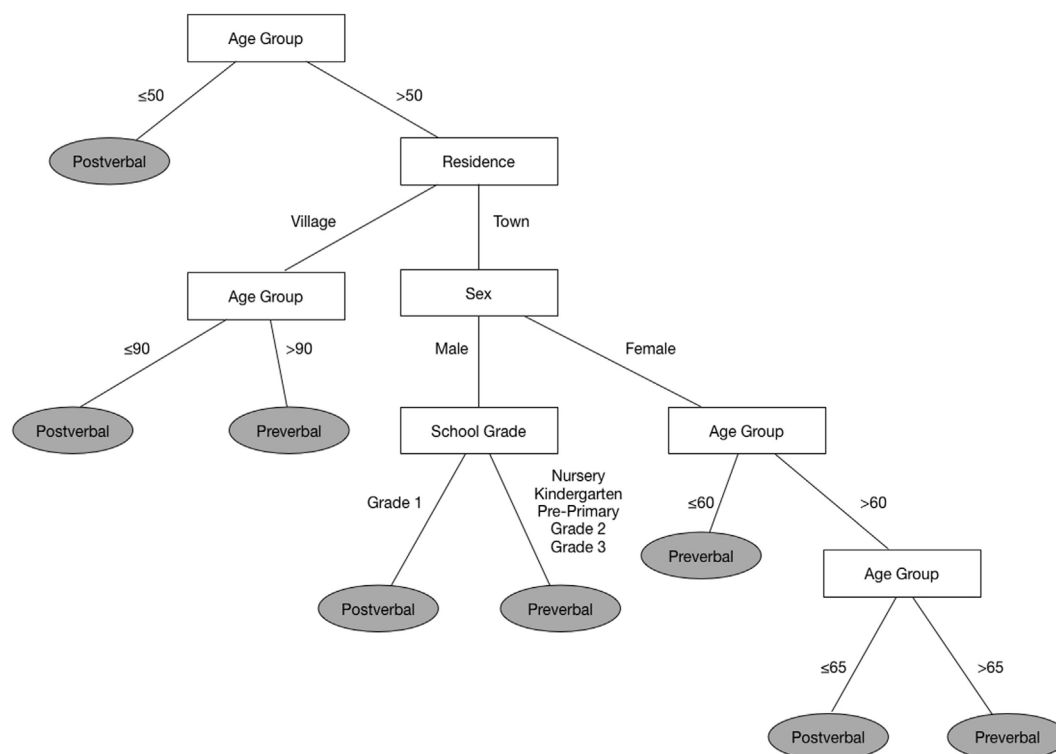 Age Group
≤50
>50
Postverbal
Residence
Village
Town
Age Group
Sex
≤90
>90
Male
Female
Postverbal
Preverbal
School Grade
Age Group
Grade 1
Nursery
Kindergarten
Pre-Primary
Grade 2
Grade 3
≤60
>60
Preverbal
Age Group
Postverbal
Preverbal
≤65
>65
Postverbal
Preverbal